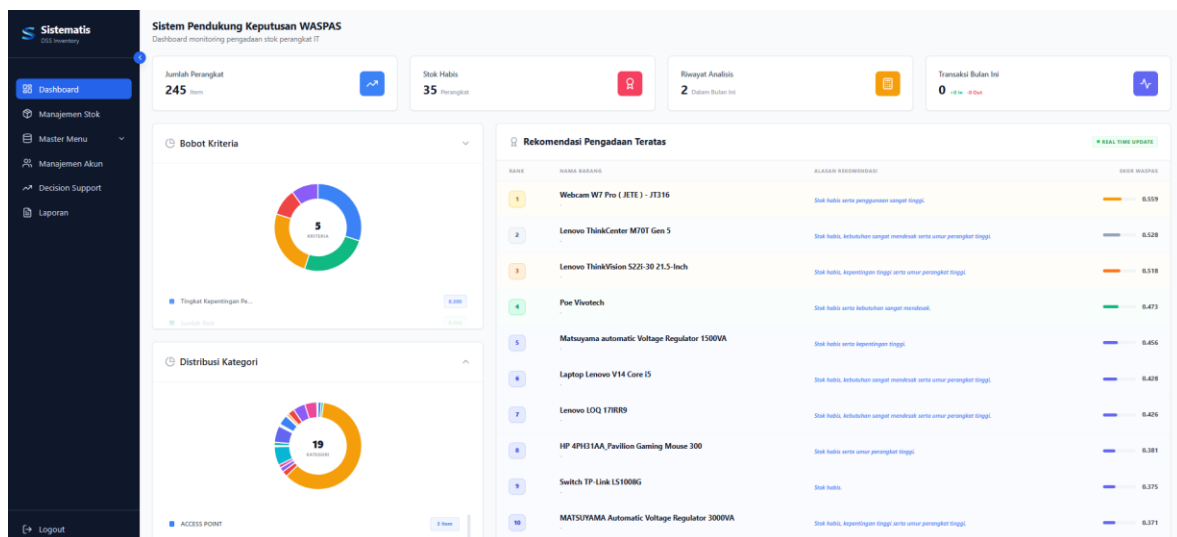 Sistematis
DSS Inventory
Dashboard
Manajemen Stok
Master Menu
Manajemen Akun
Decision Support
Laporan
Logout
Sistem Pendukung Keputusan WASPAS
Dashboard monitoring pengadaan stok perangkat IT
Jumlah Perangkat
245 Item
Stok Habis
35 Perangkat
Riwayat Analisis
2 Dalam Bulan Ini
Transaksi Bulan Ini
0 +0 In -0 Out
Bobot Kriteria
5
KRITERIA
Tingkat Kepentingan Pe... 0.300
Jumlah Stok
Distribusi Kategori
19
KATEGORI
ACCESS POINT 3 Item
Rekomendasi Pengadaan Teratas
REAL TIME UPDATE
RANK NAMA BARANG ALASAN REKOMENDASI SKOR WASPAS
1 Webcam W7 Pro ( JETE ) - JT316 Stok habis serta penggunaan sangat tinggi. 0.559
2 Lenovo ThinkCenter M70T Gen 5 Stok habis, kebutuhan sangat mendesak serta umur perangkat tinggi. 0.528
3 Lenovo ThinkVision S22i-30 21.5-Inch Stok habis, kepentingan tinggi serta umur perangkat tinggi. 0.518
4 Poe Vivotech Stok habis serta kebutuhan sangat mendesak. 0.473
5 Matsuyama automatic Voltage Regulator 1500VA Stok habis serta kepentingan tinggi. 0.456
6 Laptop Lenovo V14 Core i5 Stok habis, kebutuhan sangat mendesak serta umur perangkat tinggi. 0.428
7 Lenovo LOQ 17IRR9 Stok habis, kebutuhan sangat mendesak serta umur perangkat tinggi. 0.426
8 HP 4PH31AA_Pavilion Gaming Mouse 300 Stok habis serta umur perangkat tinggi. 0.381
9 Switch TP-Link LS1008G Stok habis. 0.375
10 MATSUYAMA Automatic Voltage Regulator 3000VA Stok habis, kepentingan tinggi serta umur perangkat tinggi. 0.371